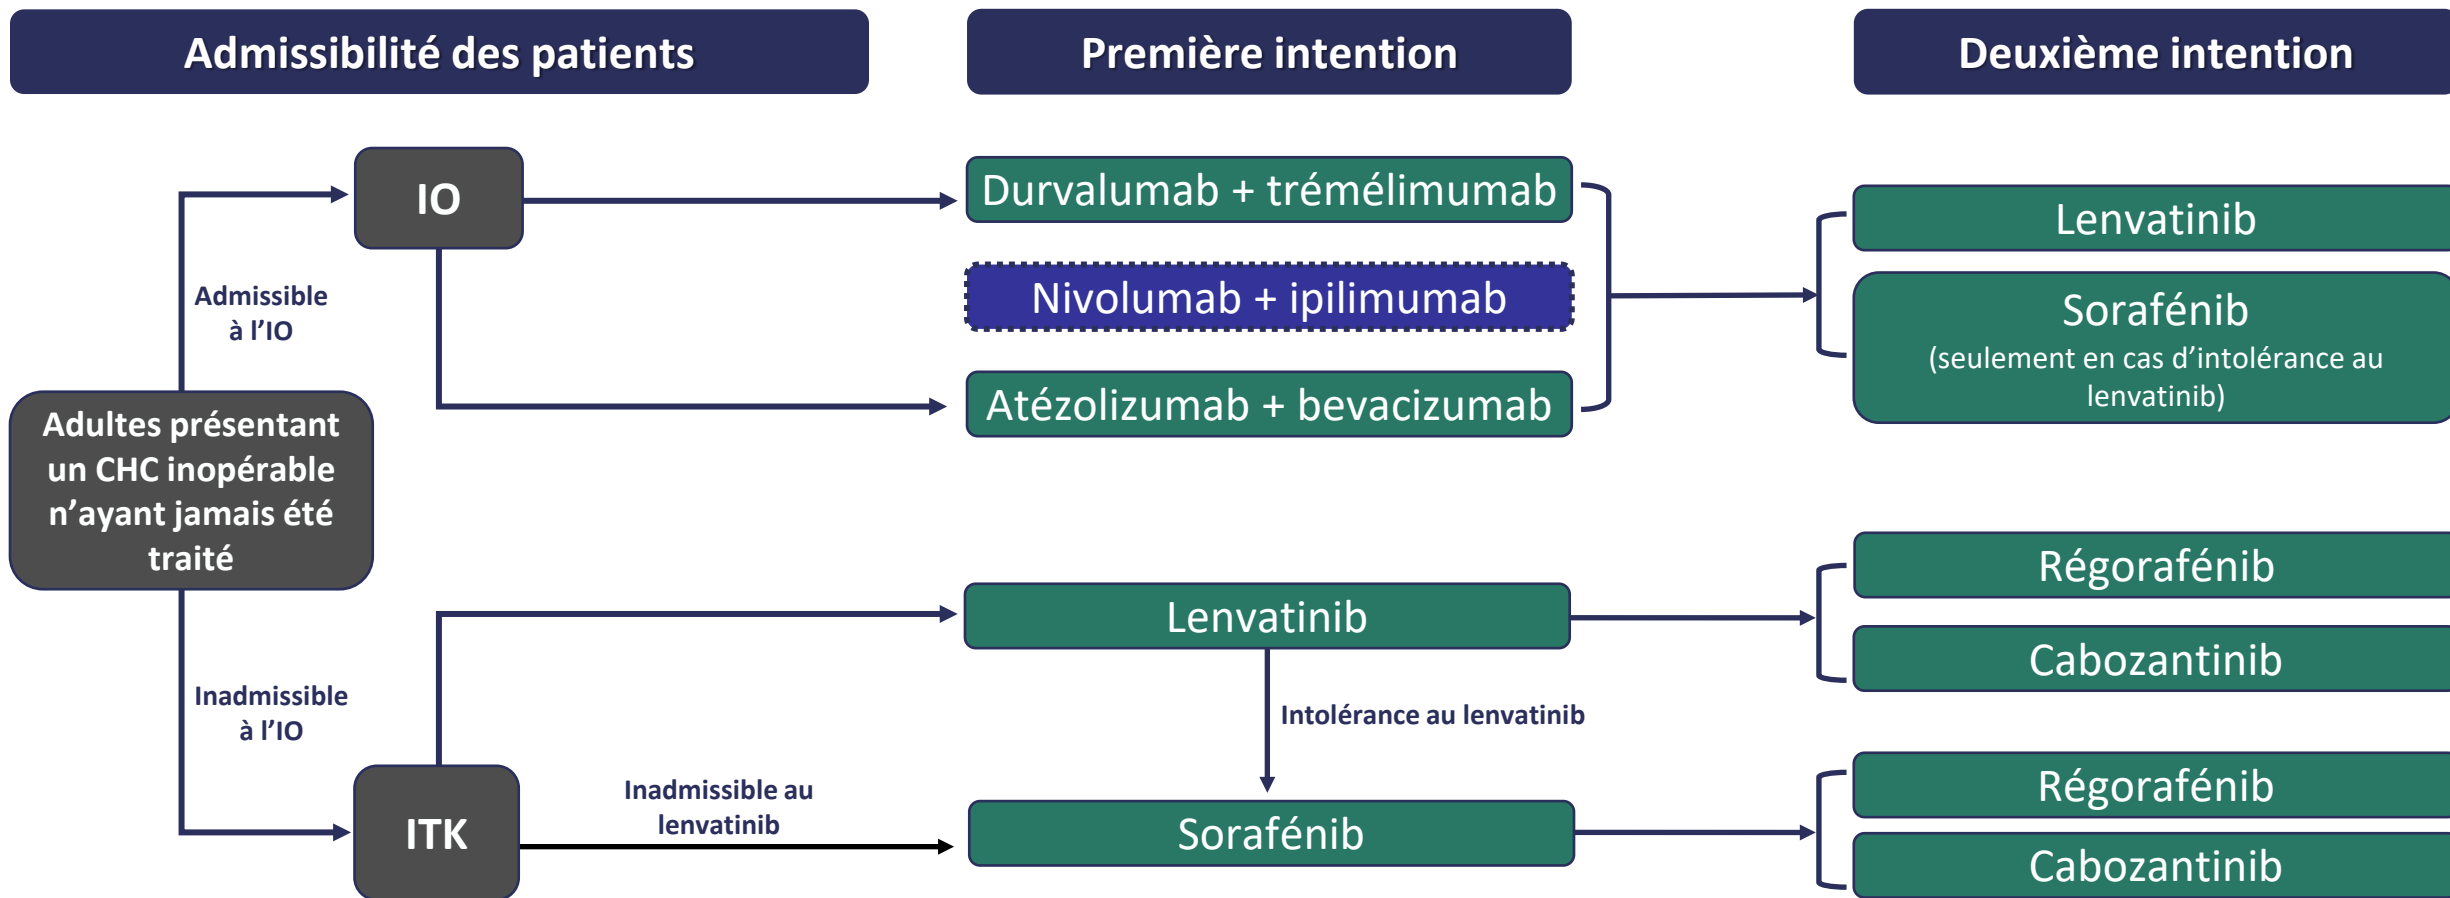 Admissibilité des patients
Première intention
Deuxième intention
IO
Durvalumab + trémélimumab
Nivolumab + ipilimumab
Atézolizumab + bevacizumab
Lenvatinib
Sorafénib
(seulement en cas d’intolérance au
lenvatinib)
Admissible
à l’IO
Adultes présentant
un CHC inopérable
n’ayant jamais été
traité
Inadmissible
à l’IO
ITK
Inadmissible au
lenvatinib
Lenvatinib
Intolérance au lenvatinib
Sorafénib
Régorafénib
Cabozantinib
Régorafénib
Cabozantinib